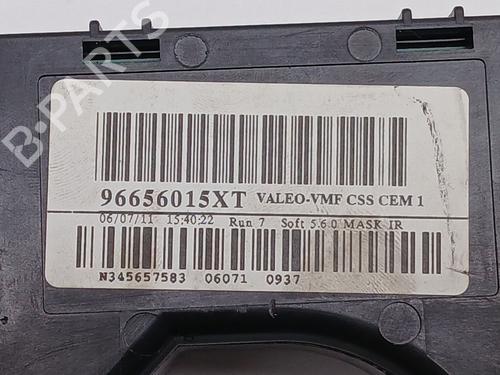 B-PARTS
96656015XT VALEO-VMF CSS CEM 1
06/07/11 15:40:22 Run 7 Soft 5.6.0 MASK IR
N345657583 06071 0937